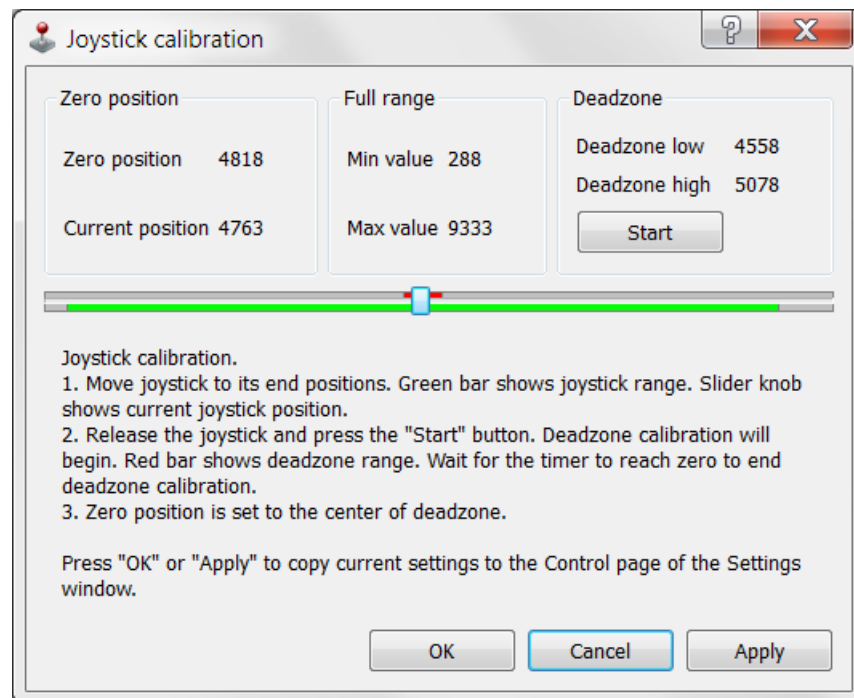 Joystick calibration
Zero position
Zero position 4818
Current position 4763
Full range
Min value 288
Max value 9333
Deadzone
Deadzone low 4558
Deadzone high 5078
Start
Joystick calibration.
1. Move joystick to its end positions. Green bar shows joystick range. Slider knob
shows current joystick position.
2. Release the joystick and press the "Start" button. Deadzone calibration will
begin. Red bar shows deadzone range. Wait for the timer to reach zero to end
deadzone calibration.
3. Zero position is set to the center of deadzone.
Press "OK" or "Apply" to copy current settings to the Control page of the Settings
window.
OK
Cancel
Apply